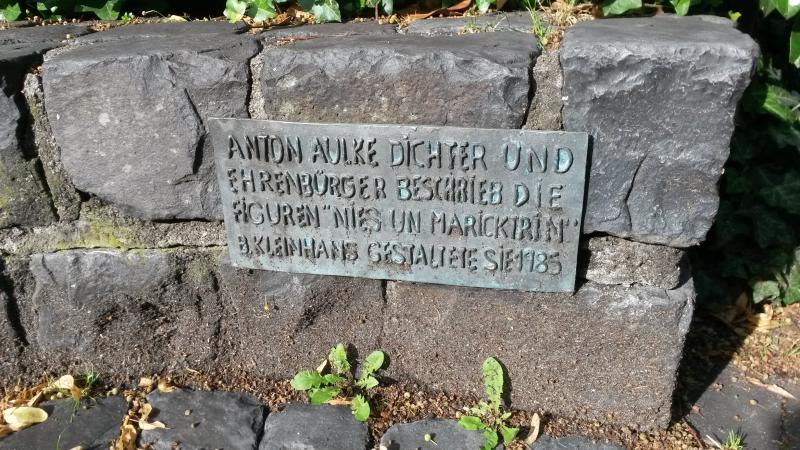 ANTON AULKE DICHTER UND
EHRENBÜRGER BESCHRIEB DIE
FIGUREN "NIES UN MARICKTRIN"
B.KLEINHANS GESTALTETE SIE 1985